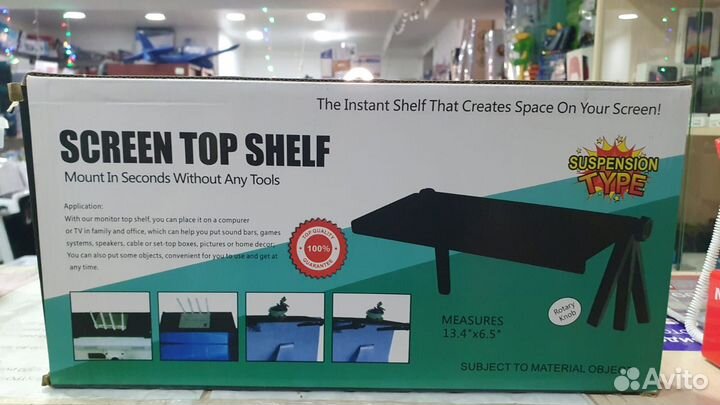 The Instant Shelf That Creates Space On Your Screen!
SCREEN TOP SHELF
Mount In Seconds Without Any Tools
SUSPENSION
TYPE
Application:
With our monitor top shelf, you can place it on a compurer
or TV in family and office, which can help you put sound bars, games
systems, speakers, cable or set-top boxes, pictures or home decor;
You can also put some objects, convenient for you to use and get at
any time.
TOP QUALITY
100%
GUARANTEE
Rotary
Knob
MEASURES
13.4"x6.5"
SUBJECT TO MATERIAL OBJEC
Avito